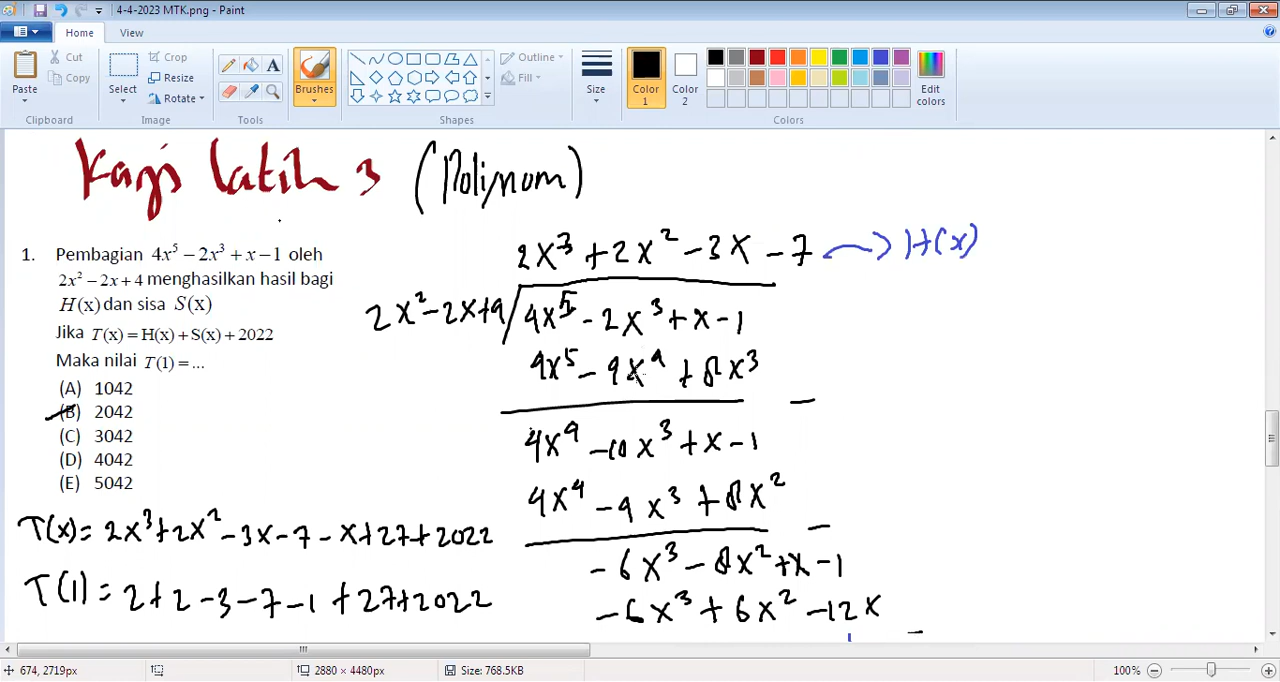 4-4-2023 MTK.png - Paint
Home
View
Paste
Cut
Copy
Clipboard
Select
Crop
Resize
Rotate
Image
A
Tools
Brushes
Outline
Fill
Shapes
Size
Color 1
Color 2
Edit colors
Colors
Kaji latih 3 (Polinom)
1. Pembagian 4x⁵ − 2x³ + x − 1 oleh
2x² − 2x + 4 menghasilkan hasil bagi
H(x) dan sisa S(x)
Jika T(x) = H(x) + S(x) + 2022
Maka nilai T(1) = ...
(A) 1042
(B) 2042
(C) 3042
(D) 4042
(E) 5042
T(x) = 2x³ + 2x² − 3x − 7 − x + 27 + 2022
T(1) = 2 + 2 − 3 − 7 − 1 + 27 + 2022
2x³ + 2x² − 3x − 7 → H(x)
2x² − 2x + 4 / 4x⁵ − 2x³ + x − 1
4x⁵ − 4x⁴ + 8x³ −
4x⁴ − 10x³ + x − 1
4x⁴ − 4x³ + 8x² −
−6x³ − 8x² + x − 1
−6x³ + 6x² − 12x −
674, 2719px
2880 × 4480px
Size: 768.5KB
100%